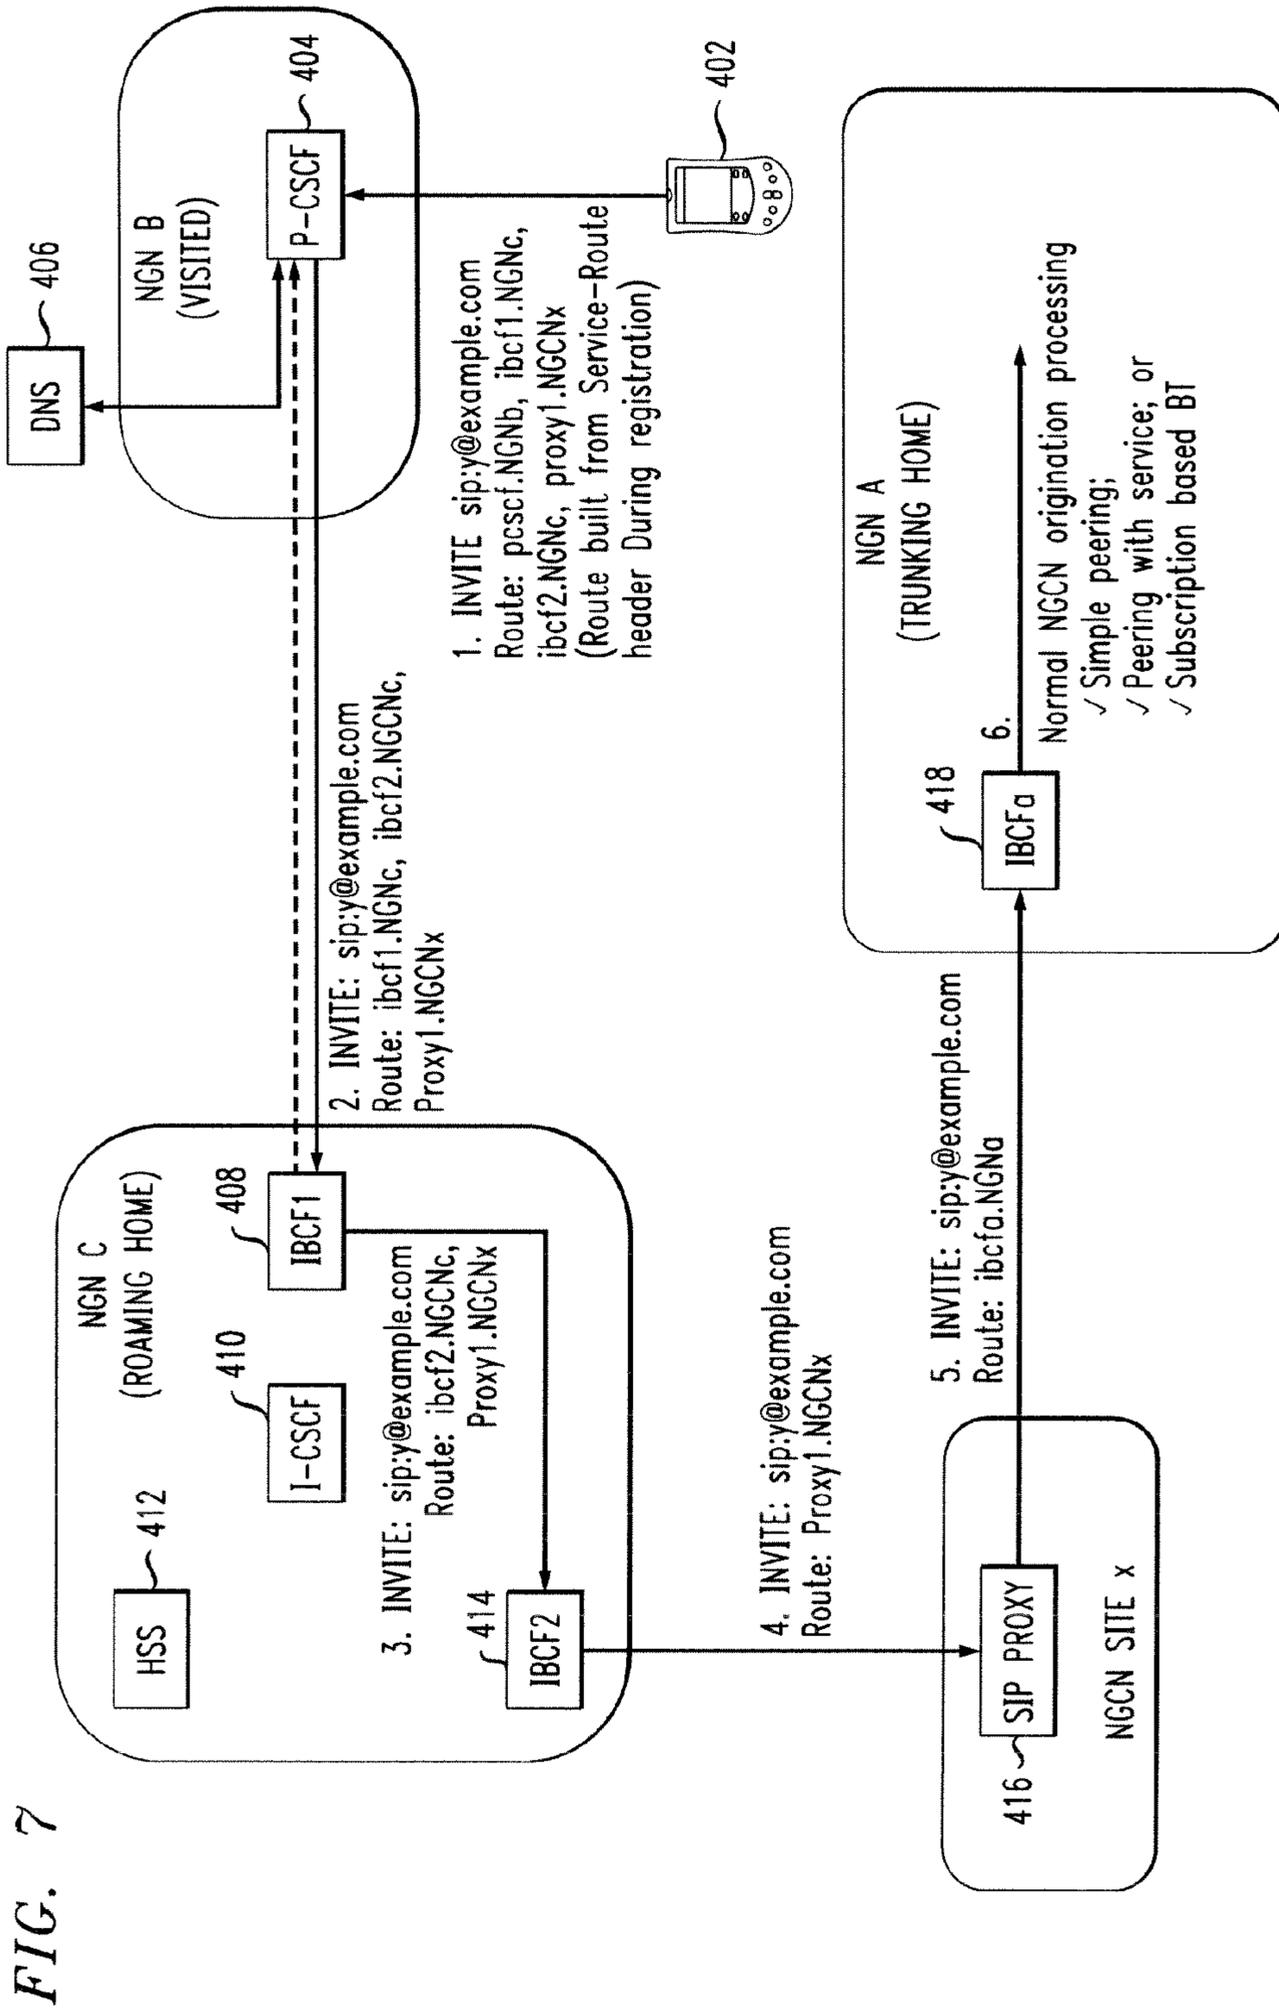 FIG. 7
HSS
412
NGN C
(ROAMING HOME)
410
I-CSCF
408
IBCF1
3. INVITE: sip:y@example.com
Route: ibcf2.NGCNc,
Proxy1.NGCNx
414
IBCF2
2. INVITE: sip:y@example.com
Route: ibcf1.NGNc, ibcf2.NGCNc,
Proxy1.NGCNx
DNS
406
NGN B
(VISITED)
P-CSCF
404
1. INVITE sip:y@example.com
Route: pcscf.NGNb, ibcf1.NGNc,
ibcf2.NGNc, proxy1.NGCNx
(Route built from Service-Route
header During registration)
402
4. INVITE: sip:y@example.com
Route: Proxy1.NGCNx
416
SIP PROXY
NGCN SITE x
5. INVITE: sip:y@example.com
Route: ibcfa.NGNa
NGN A
(TRUNKING HOME)
418
IBCFa
6.
Normal NGCN origination processing
✓ Simple peering;
✓ Peering with service; or
✓ Subscription based BT